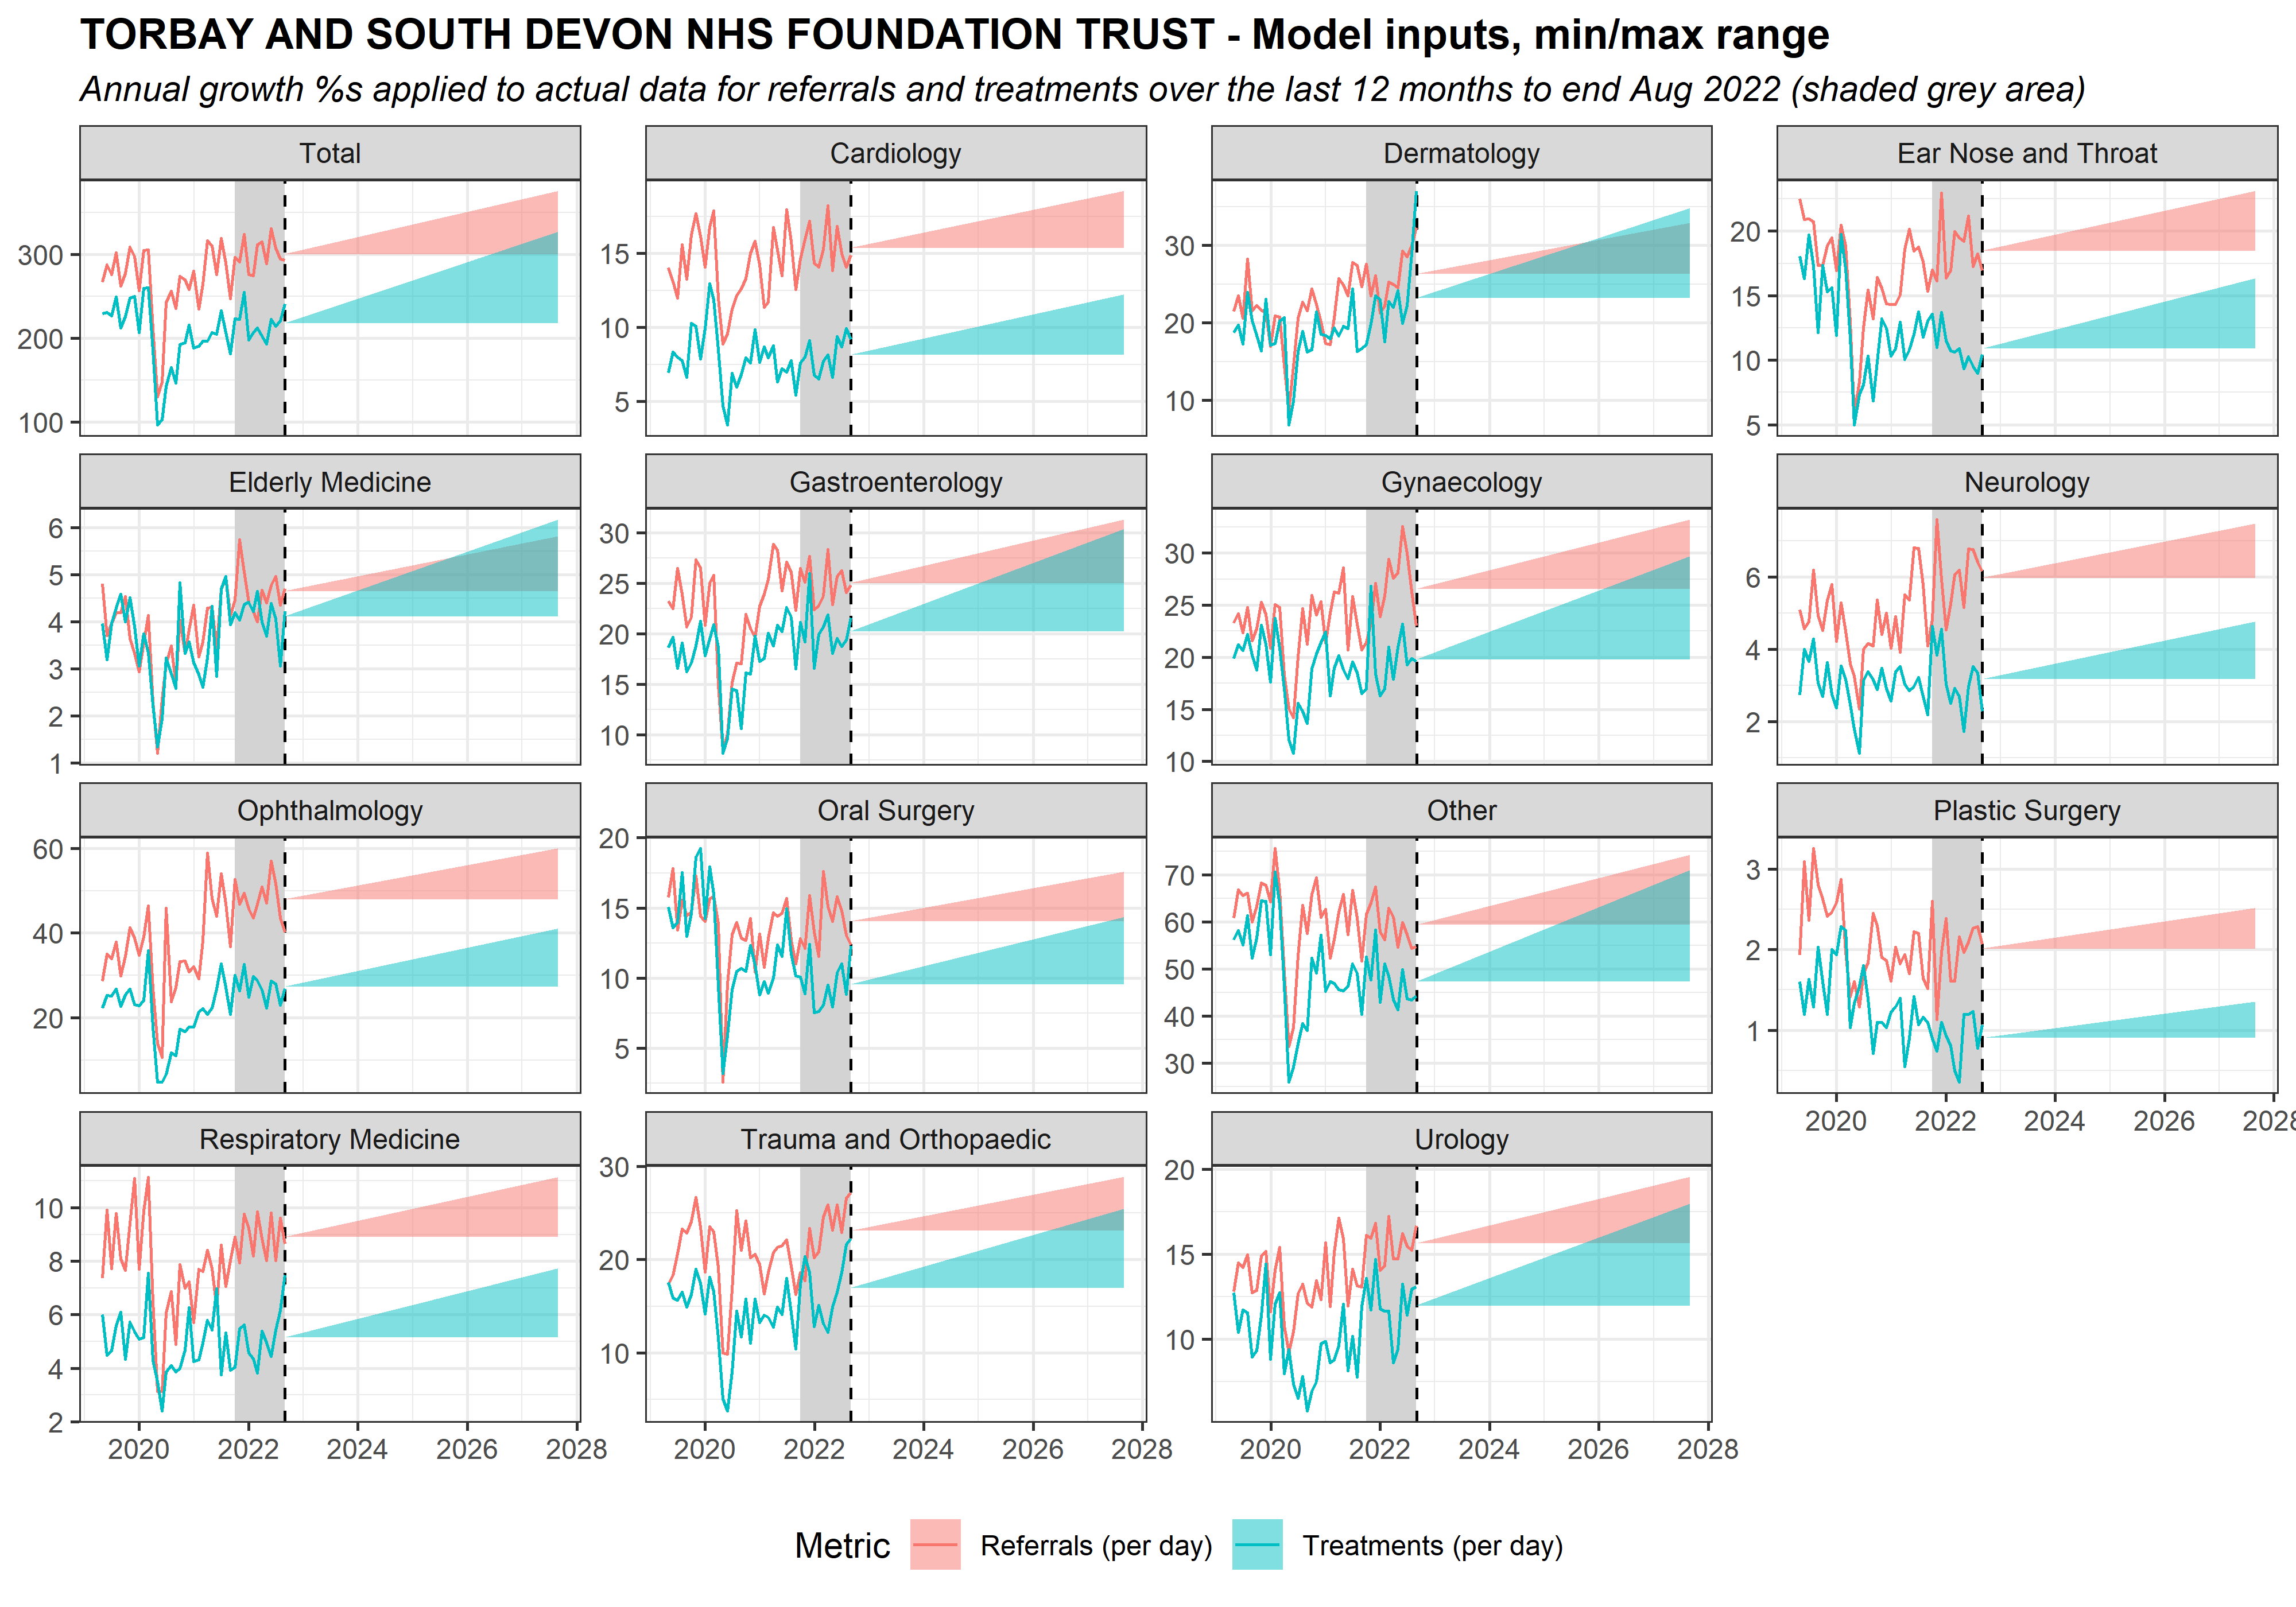 TORBAY AND SOUTH DEVON NHS FOUNDATION TRUST - Model inputs, min/max range
Annual growth %s applied to actual data for referrals and treatments over the last 12 months to end Aug 2022 (shaded grey area)
Total
300
200
100
Cardiology
15
10
5
Dermatology
30
20
10
Ear Nose and Throat
20
15
10
5
Elderly Medicine
6
5
4
3
2
1
Gastroenterology
30
25
20
15
10
Gynaecology
30
25
20
15
10
Neurology
6
4
2
Ophthalmology
60
40
20
Oral Surgery
20
15
10
5
Other
70
60
50
40
30
Plastic Surgery
3
2
1
2020 2022 2024 2026 2028
Respiratory Medicine
10
8
6
4
2
2020 2022 2024 2026 2028
Trauma and Orthopaedic
30
20
10
2020 2022 2024 2026 2028
Urology
20
15
10
2020 2022 2024 2026 2028
Metric Referrals (per day) Treatments (per day)